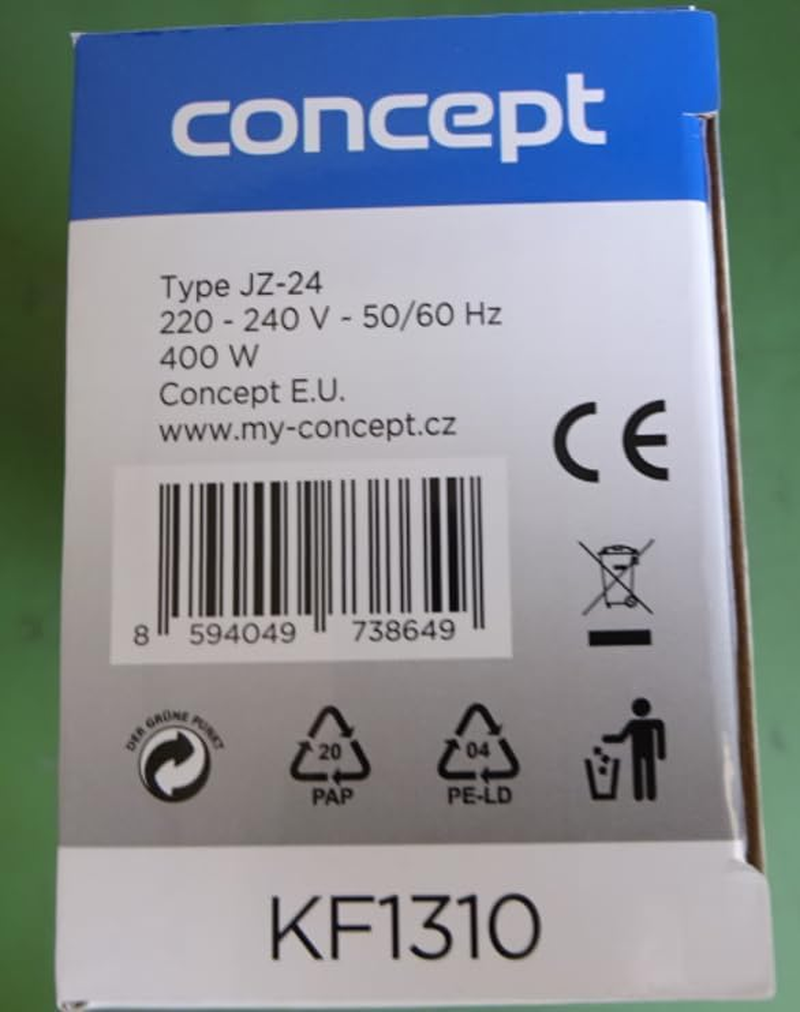 concept
Type JZ-24
220 - 240 V - 50/60 Hz
400 W
Concept E.U.
www.my-concept.cz
CE
8 594049 738649
DER GRÜNE PUNKT
20
PAP
04
PE-LD
KF1310